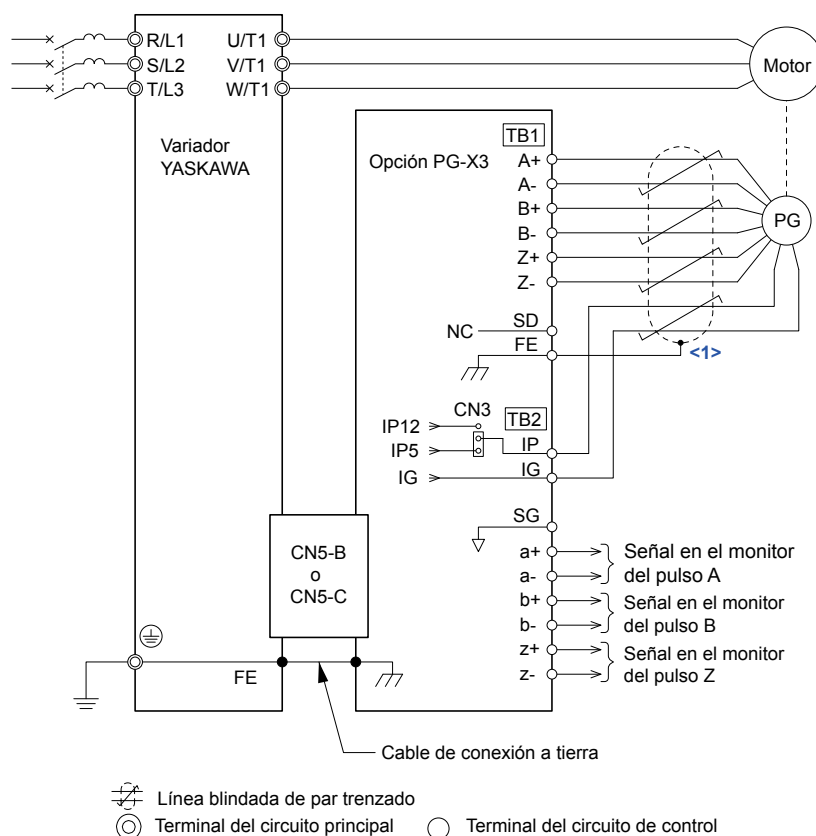 R/L1 U/T1
S/L2 V/T1
T/L3 W/T1
Motor
Variador
YASKAWA
Opción PG-X3
TB1
A+
A-
B+
B-
Z+
Z-
PG
NC SD
FE
<1>
CN3
TB2
IP12
IP
IP5
IG
IG
SG
CN5-B
o
CN5-C
a+
a-
Señal en el monitor
del pulso A
b+
b-
Señal en el monitor
del pulso B
z+
z-
Señal en el monitor
del pulso Z
FE
Cable de conexión a tierra
Línea blindada de par trenzado
Terminal del circuito principal
Terminal del circuito de control